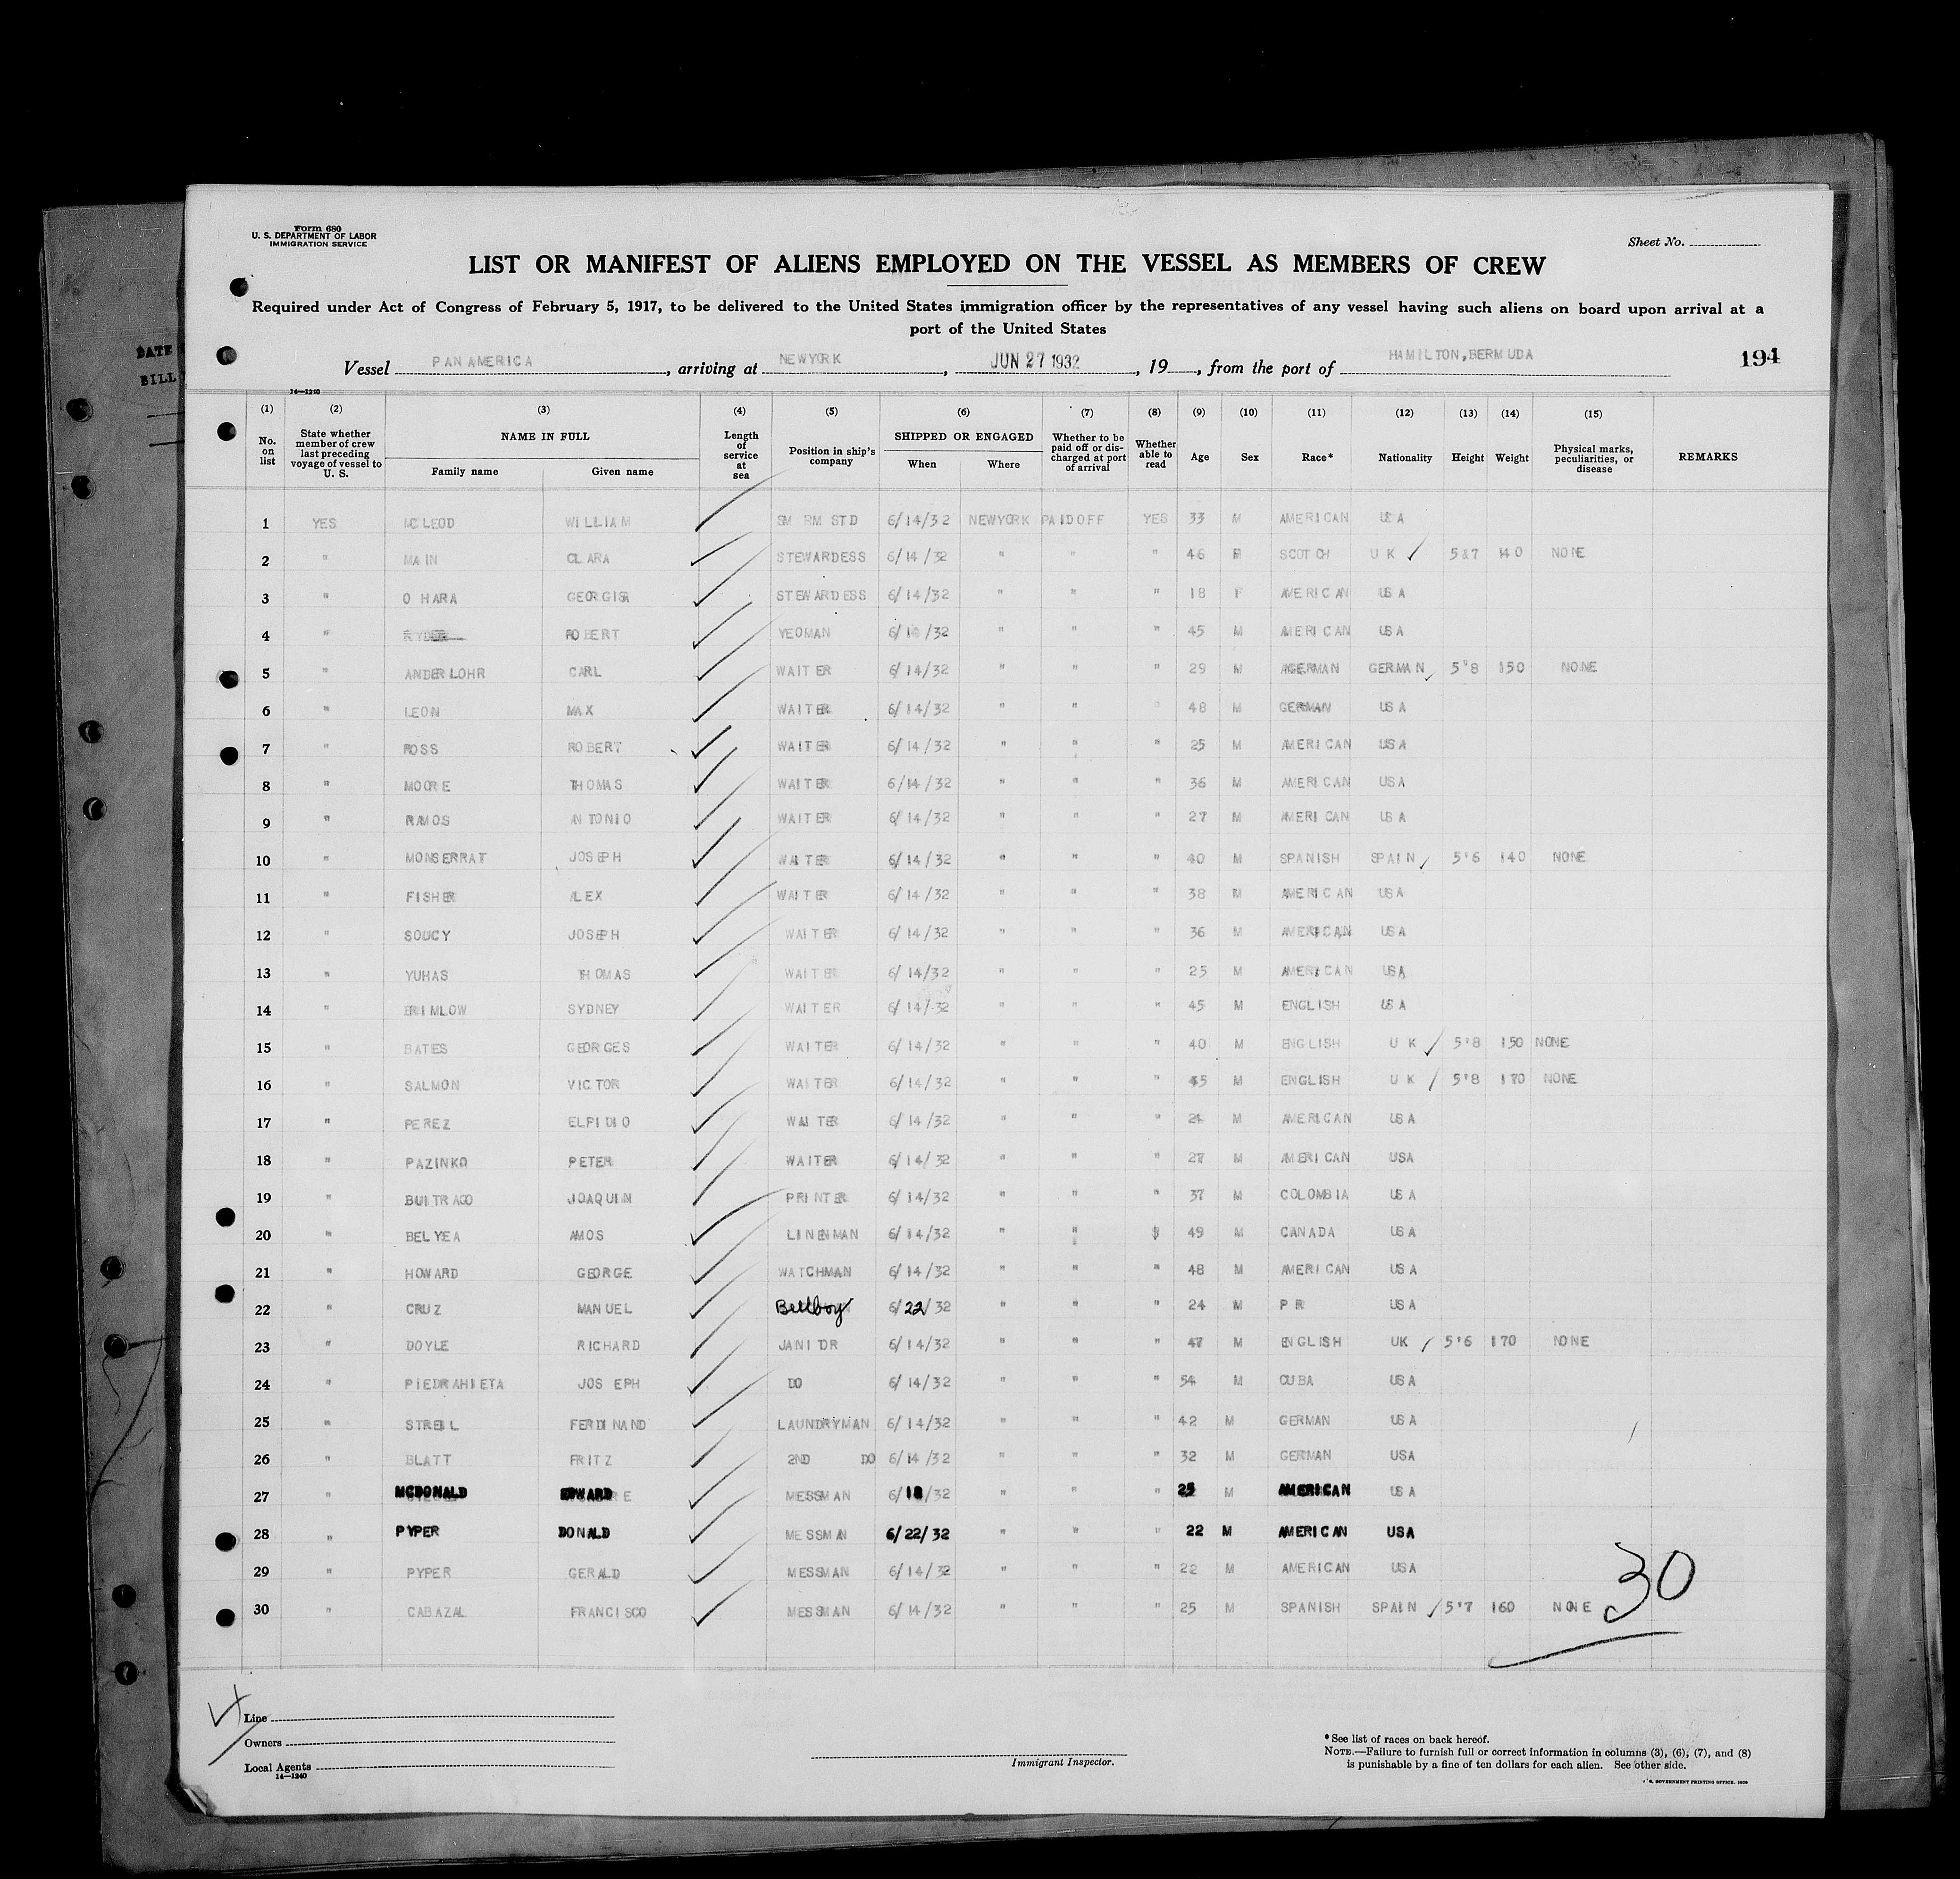 Form 680
U. S. DEPARTMENT OF LABOR
IMMIGRATION SERVICE
Sheet No.
LIST OR MANIFEST OF ALIENS EMPLOYED ON THE VESSEL AS MEMBERS OF CREW
Required under Act of Congress of February 5, 1917, to be delivered to the United States immigration officer by the representatives of any vessel having such aliens on board upon arrival at a
port of the United States
DATE
BILL
Vessel PAN AMERICA, arriving at NEWYORK, JUN 27 1932, 19, from the port of HAMILTON, BERMUDA 194
14—1240
(1) (2) (3) (4) (5) (6) (7) (8) (9) (10) (11) (12) (13) (14) (15)
No. on list State whether member of crew last preceding voyage of vessel to U. S. NAME IN FULL Family name Given name Length of service at sea Position in ship's company SHIPPED OR ENGAGED When Where Whether to be paid off or discharged at port of arrival Whether able to read Age Sex Race* Nationality Height Weight Physical marks, peculiarities, or disease REMARKS
1 YES MC LEOD WILLIAM SM RM STD 6/14/32 NEWYORK PAIDOFF YES 33 M AMERICAN USA
2 " MAIN CLARA STEWARDESS 6/14/32 " " " 46 F SCOTCH U K 5&7 140 NONE
3 " O HARA GEORGIA STEWARDESS 6/14/32 " " " 18 F AMERICAN USA
4 " ROBERT YEOMAN /32 " " " 45 M AMERICAN USA
5 " ANDERLOHR CARL WAITER 6/14/32 " " " 29 M GERMAN GERMAN 5'8 150 NONE
6 " LEON MAX WAITER 6/14/32 " " " 48 M GERMAN USA
7 " ROSS ROBERT WAITER 6/14/32 " " " 25 M AMERICAN USA
8 " MOORE THOMAS WAITER 6/14/32 " " " 36 M AMERICAN USA
9 " RAMOS ANTONIO WAITER 6/14/32 " " " 27 M AMERICAN USA
10 " MONSERRAT JOSEPH WAITER 6/14/32 " " " 40 M SPANISH SPAIN 5'6 140 NONE
11 " FISHER ALEX WAITER 6/14/32 " " " 38 M AMERICAN USA
12 " SOUCY JOSEPH WAITER 6/14/32 " " " 36 M AMERICAN USA
13 " YUHAS THOMAS WAITER 6/14/32 " " " 25 M AMERICAN USA
14 " SYDNEY WAITER 6/14/32 " " " 45 M ENGLISH USA
15 " BATES GEORGES WAITER 6/14/32 " " " 40 M ENGLISH U K 5'8 150 NONE
16 " SALMON VICTOR WAITER 6/14/32 " " " 45 M ENGLISH U K 5'8 170 NONE
17 " PEREZ ELPIDIO WAITER 6/14/32 " " " M AMERICAN USA
18 " PAZINKO PETER WAITER 6/14/32 " " " 27 M AMERICAN USA
19 " BUITRAGO JOAQUIN PRINTER 6/14/32 " " " 37 M COLOMBIA USA
20 " BELYEA AMOS LINENMAN 6/14/32 " " " 49 M CANADA USA
21 " HOWARD GEORGE WATCHMAN 6/14/32 " " " 48 M AMERICAN USA
22 " CRUZ MANUEL Bellboy 6/22/32 " " " 24 M P R USA
23 " DOYLE RICHARD JANITOR 6/14/32 " " " 47 M ENGLISH UK 5'6 170 NONE
24 " PIEDRAHIETA JOSEPH DO 6/14/32 " " " 54 M CUBA USA
25 " STRELL FERDINAND LAUNDRYMAN 6/14/32 " " " 42 M GERMAN USA
26 " BLATT FRITZ 2ND DO 6/14/32 " " " 32 M GERMAN USA
27 " MCDONALD EDWARD MESSMAN 6/18/32 " " " 25 M AMERICAN USA
28 " PYPER DONALD MESSMAN 6/22/32 " " " 22 M AMERICAN USA
29 " PYPER GERALD MESSMAN 6/14/32 " " " 22 M AMERICAN USA
30 " CABAZAL FRANCISCO MESSMAN 6/14/32 " " " 25 M SPANISH SPAIN 5'7 160 NONE
30
Line
Owners
Local Agents
14—1240
Immigrant Inspector.
*See list of races on back hereof.
NOTE.—Failure to furnish full or correct information in columns (3), (6), (7), and (8)
is punishable by a fine of ten dollars for each alien. See other side.
GOVERNMENT PRINTING OFFICE.